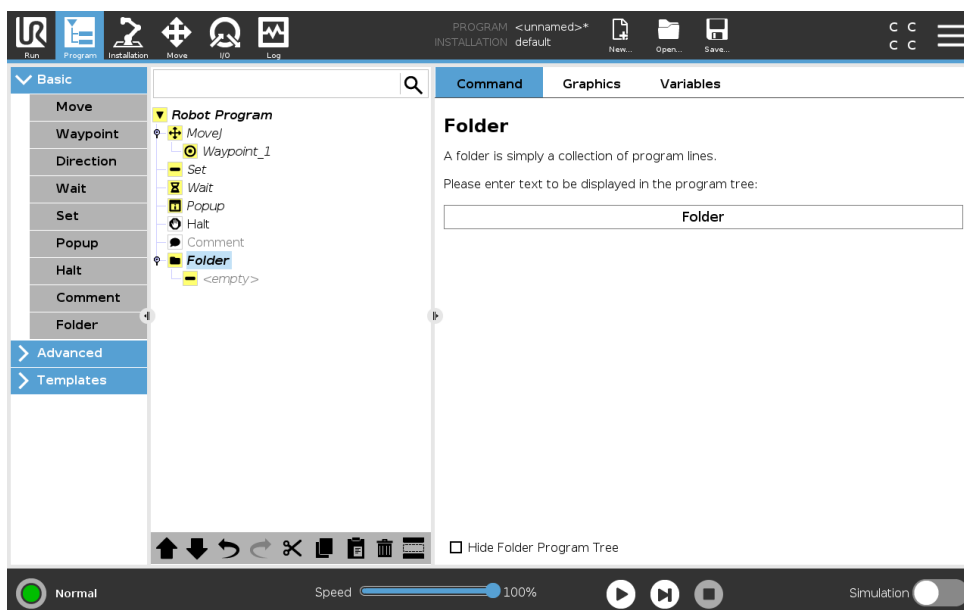 UR
Run
Program
Installation
Move
I/O
Log
PROGRAM <unnamed>*
INSTALLATION default
New...
Open...
Save...
C C
C C
Basic
Move
Waypoint
Direction
Wait
Set
Popup
Halt
Comment
Folder
Advanced
Templates
Robot Program
MoveJ
Waypoint_1
Set
Wait
Popup
Halt
Comment
Folder
<empty>
Command Graphics Variables
Folder
A folder is simply a collection of program lines.
Please enter text to be displayed in the program tree:
Folder
Hide Folder Program Tree
Normal
Speed 100%
Simulation